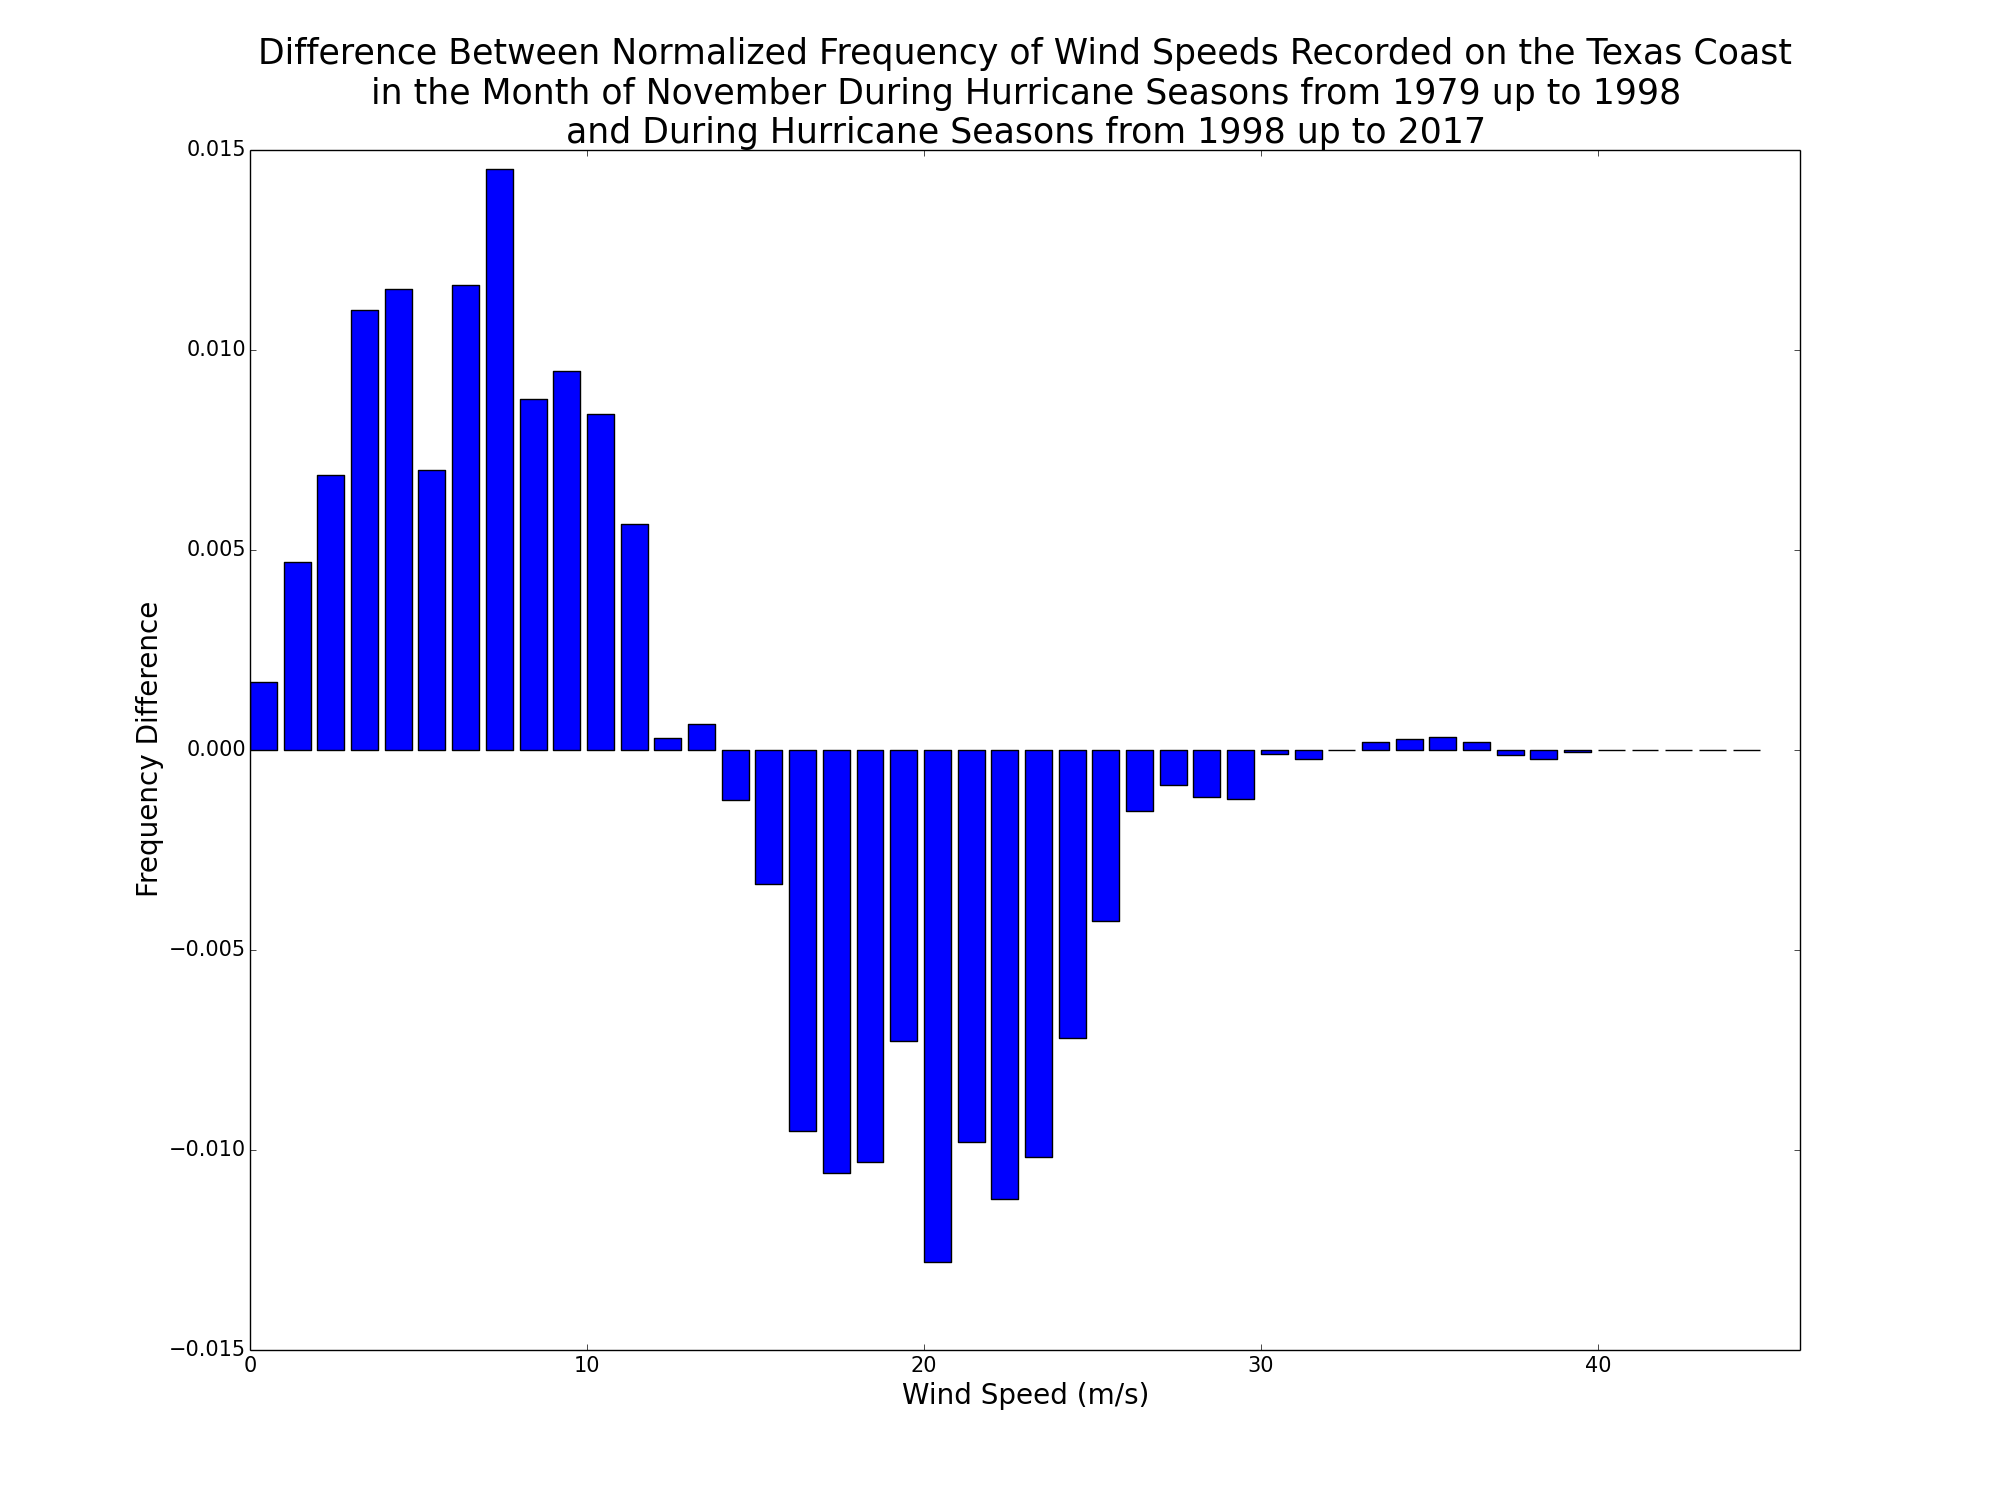 Difference Between Normalized Frequency of Wind Speeds Recorded on the Texas Coast
in the Month of November During Hurricane Seasons from 1979 up to 1998
and During Hurricane Seasons from 1998 up to 2017
0.015
0.010
0.005
0.000
−0.005
−0.010
−0.015
Frequency Difference
0 10 20 30 40
Wind Speed (m/s)